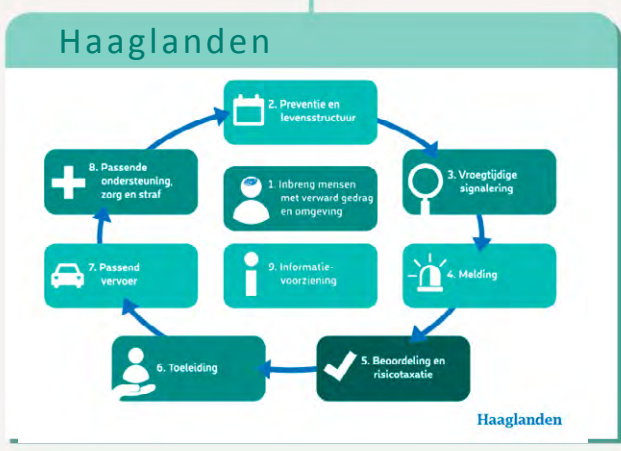 Haaglanden
2. Preventie en
levensstructuur
8. Passende
ondersteuning,
zorg en straf
1. Inbreng mensen
met verward gedrag
en omgeving
3. Vroegtijdige
signalering
7. Passend
vervoer
9. Informatie-
voorziening
4. Melding
6. Toeleiding
5. Beoordeling en
risicotaxatie
Haaglanden